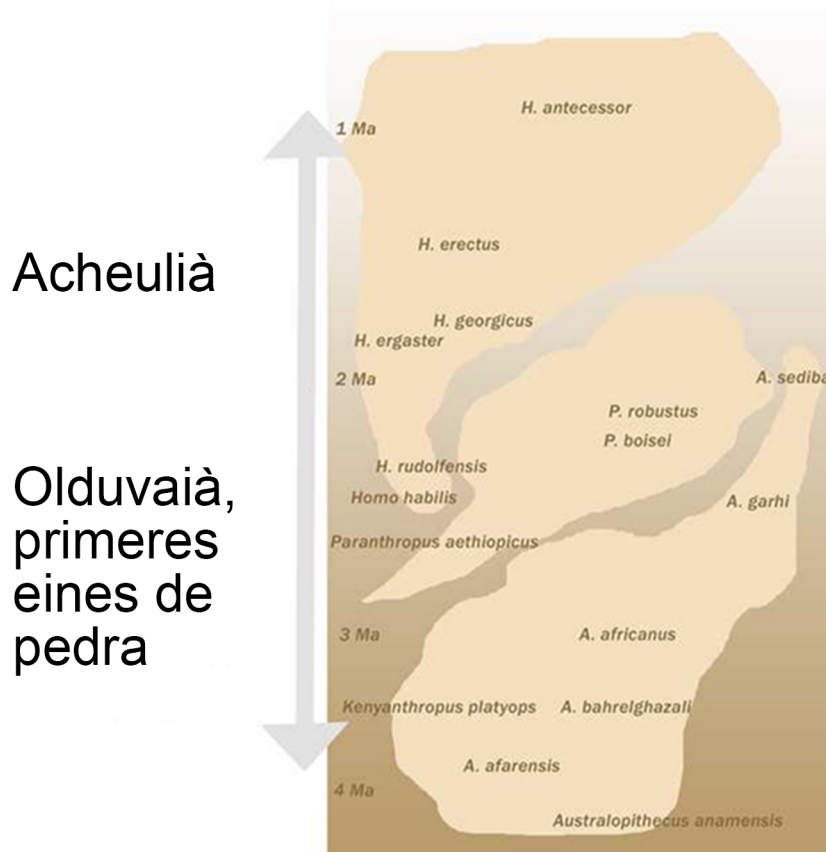 H. antecessor
1 Ma
H. erectus
Acheulià
H. georgicus
H. ergaster
2 Ma
A. sediba
P. robustus
P. boisei
H. rudolfensis
Homo habilis
A. garhi
Olduvaià,
primeres
eines de
pedra
Paranthropus aethiopicus
3 Ma
A. africanus
Kenyanthropus platyops
A. bahrelghazali
A. afarensis
4 Ma
Australopithecus anamensis